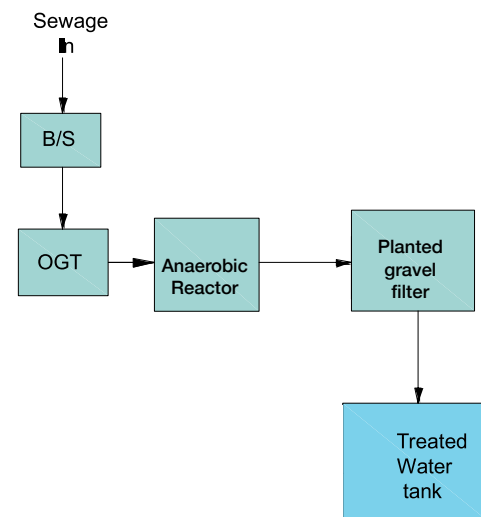 Sewage
In
B/S
OGT
Anaerobic
Reactor
Planted
gravel
filter
Treated
Water
tank